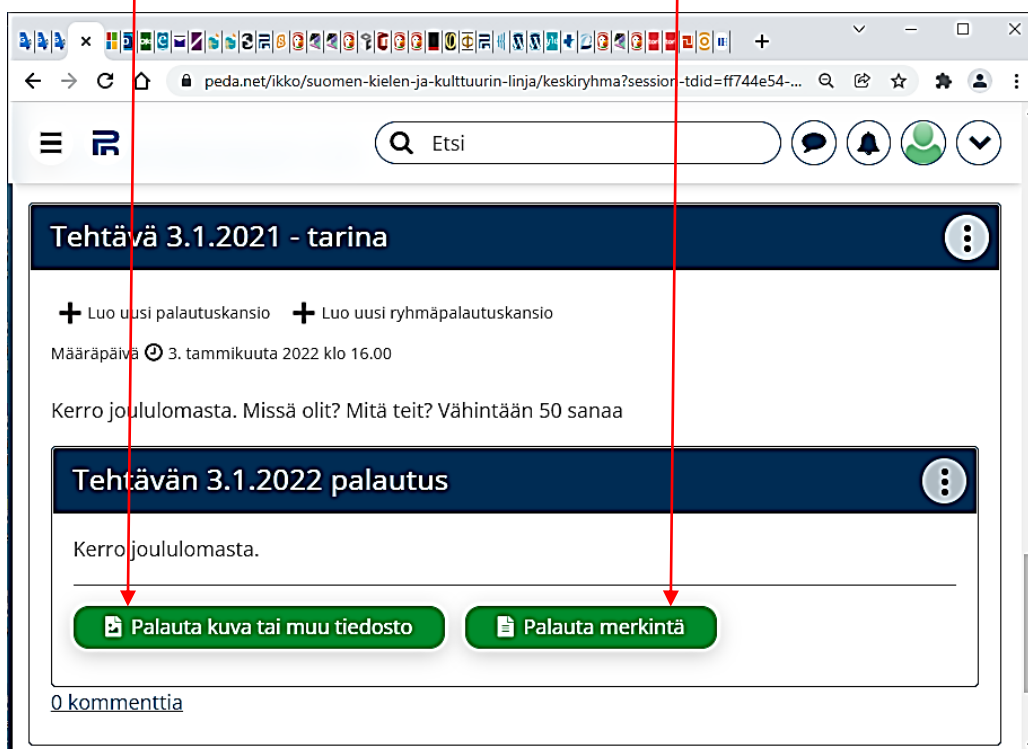 peda.net/ikko/suomen-kielen-ja-kulttuurin-linja/keskiryhma?session-tdid=ff744e54-...
Etsi
Tehtävä 3.1.2021 - tarina
Luo uusi palautuskansio Luo uusi ryhmäpalautuskansio
Määräpäivä 3. tammikuuta 2022 klo 16.00
Kerro joululomasta. Missä olit? Mitä teit? Vähintään 50 sanaa
Tehtävän 3.1.2022 palautus
Kerro joululomasta.
Palauta kuva tai muu tiedosto Palauta merkintä
0 kommenttia